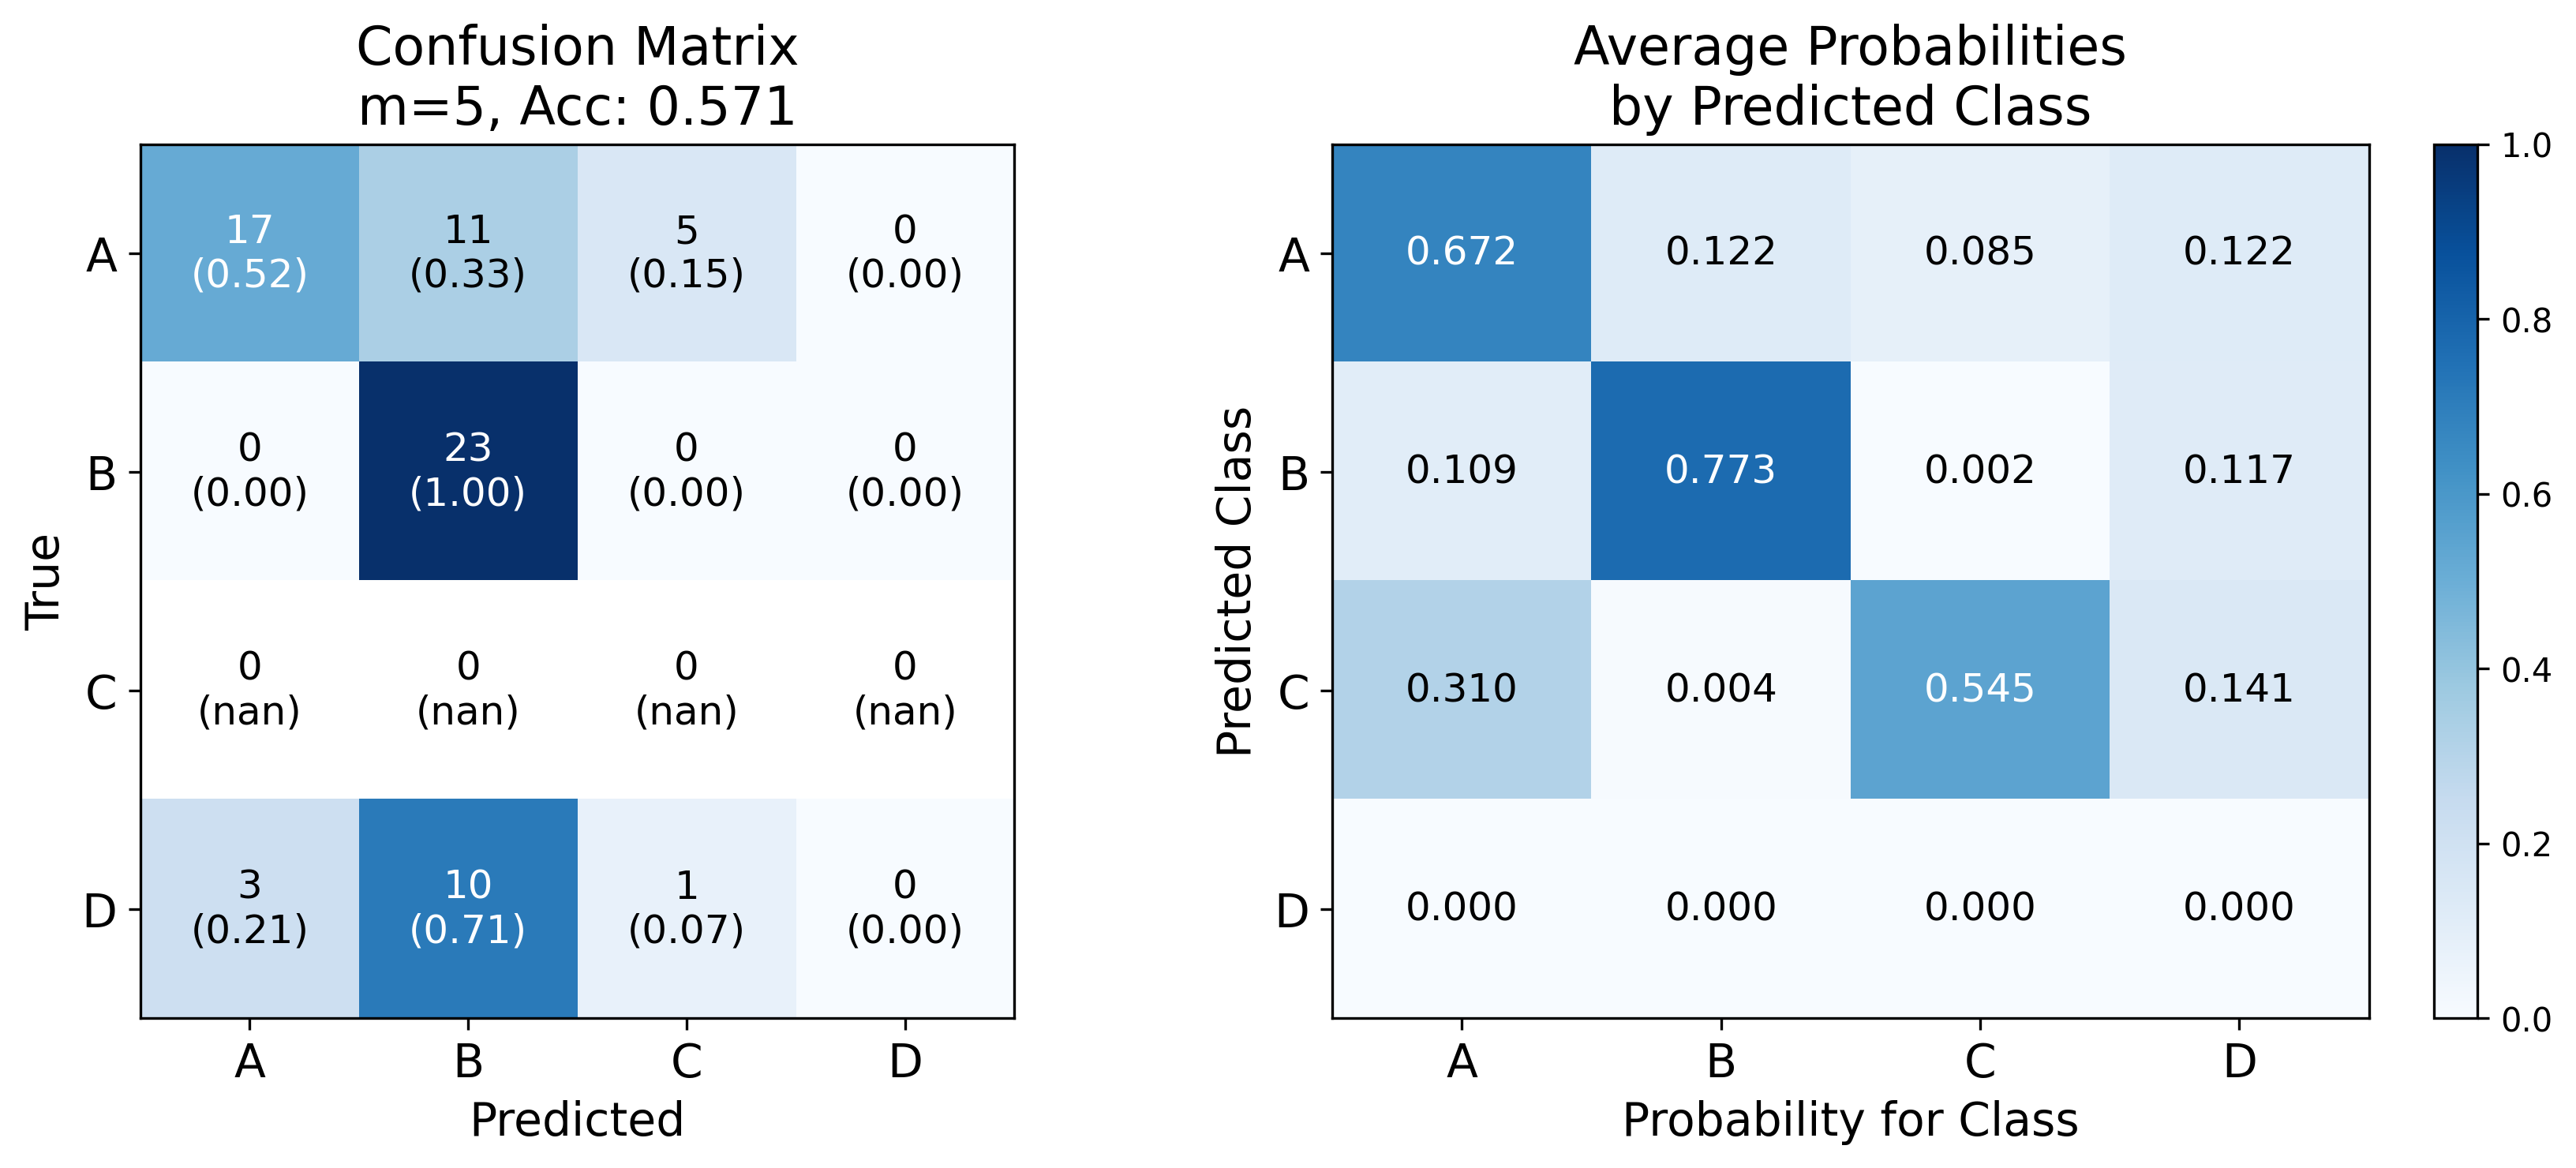 Confusion Matrix
m=5, Acc: 0.571
A
17
(0.52)
11
(0.33)
5
(0.15)
0
(0.00)
B
0
(0.00)
23
(1.00)
0
(0.00)
0
(0.00)
C
0
(nan)
0
(nan)
0
(nan)
0
(nan)
D
3
(0.21)
10
(0.71)
1
(0.07)
0
(0.00)
True
A B C D
Predicted
Average Probabilities
by Predicted Class
A 0.672 0.122 0.085 0.122
B 0.109 0.773 0.002 0.117
C 0.310 0.004 0.545 0.141
D 0.000 0.000 0.000 0.000
Predicted Class
A B C D
Probability for Class
1.0
0.8
0.6
0.4
0.2
0.0